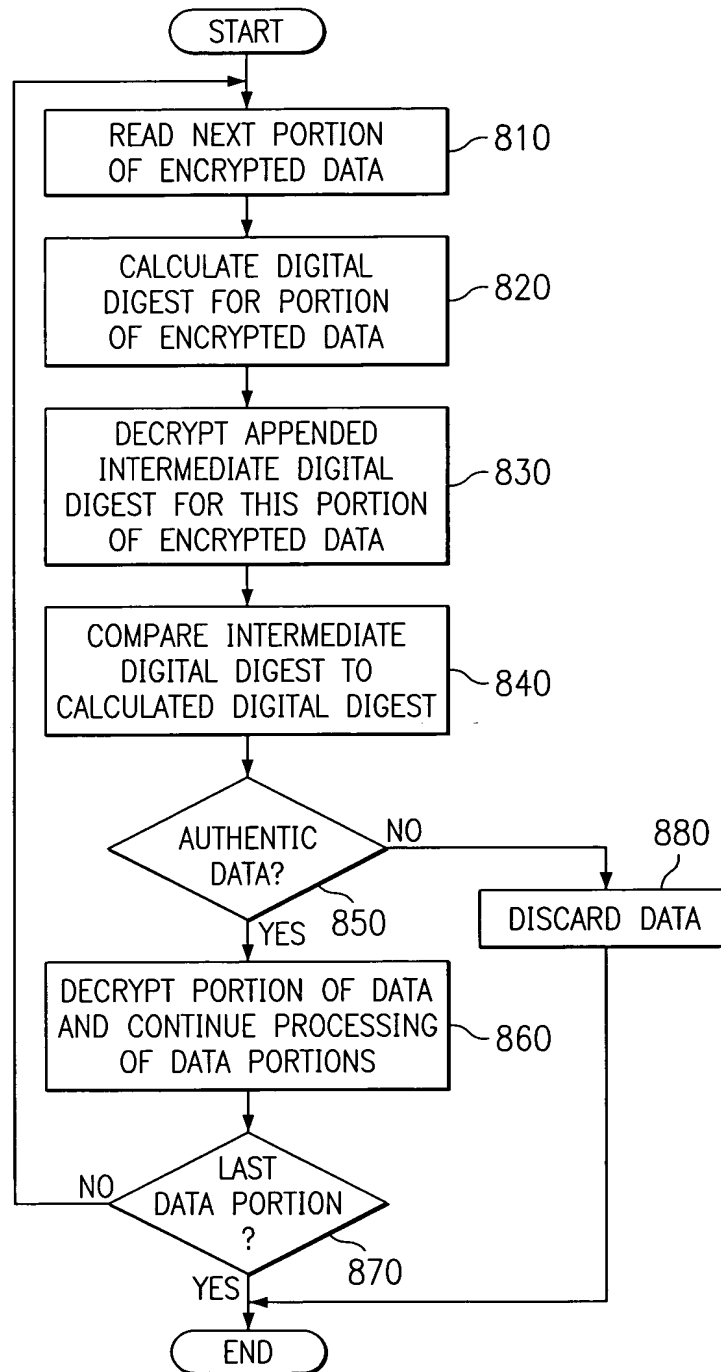 START
READ NEXT PORTION
OF ENCRYPTED DATA
810
CALCULATE DIGITAL
DIGEST FOR PORTION
OF ENCRYPTED DATA
820
DECRYPT APPENDED
INTERMEDIATE DIGITAL
DIGEST FOR THIS PORTION
OF ENCRYPTED DATA
830
COMPARE INTERMEDIATE
DIGITAL DIGEST TO
CALCULATED DIGITAL DIGEST
840
AUTHENTIC
DATA?
850
NO
880
DISCARD DATA
YES
DECRYPT PORTION OF DATA
AND CONTINUE PROCESSING
OF DATA PORTIONS
860
LAST
DATA PORTION
?
870
NO
YES
END